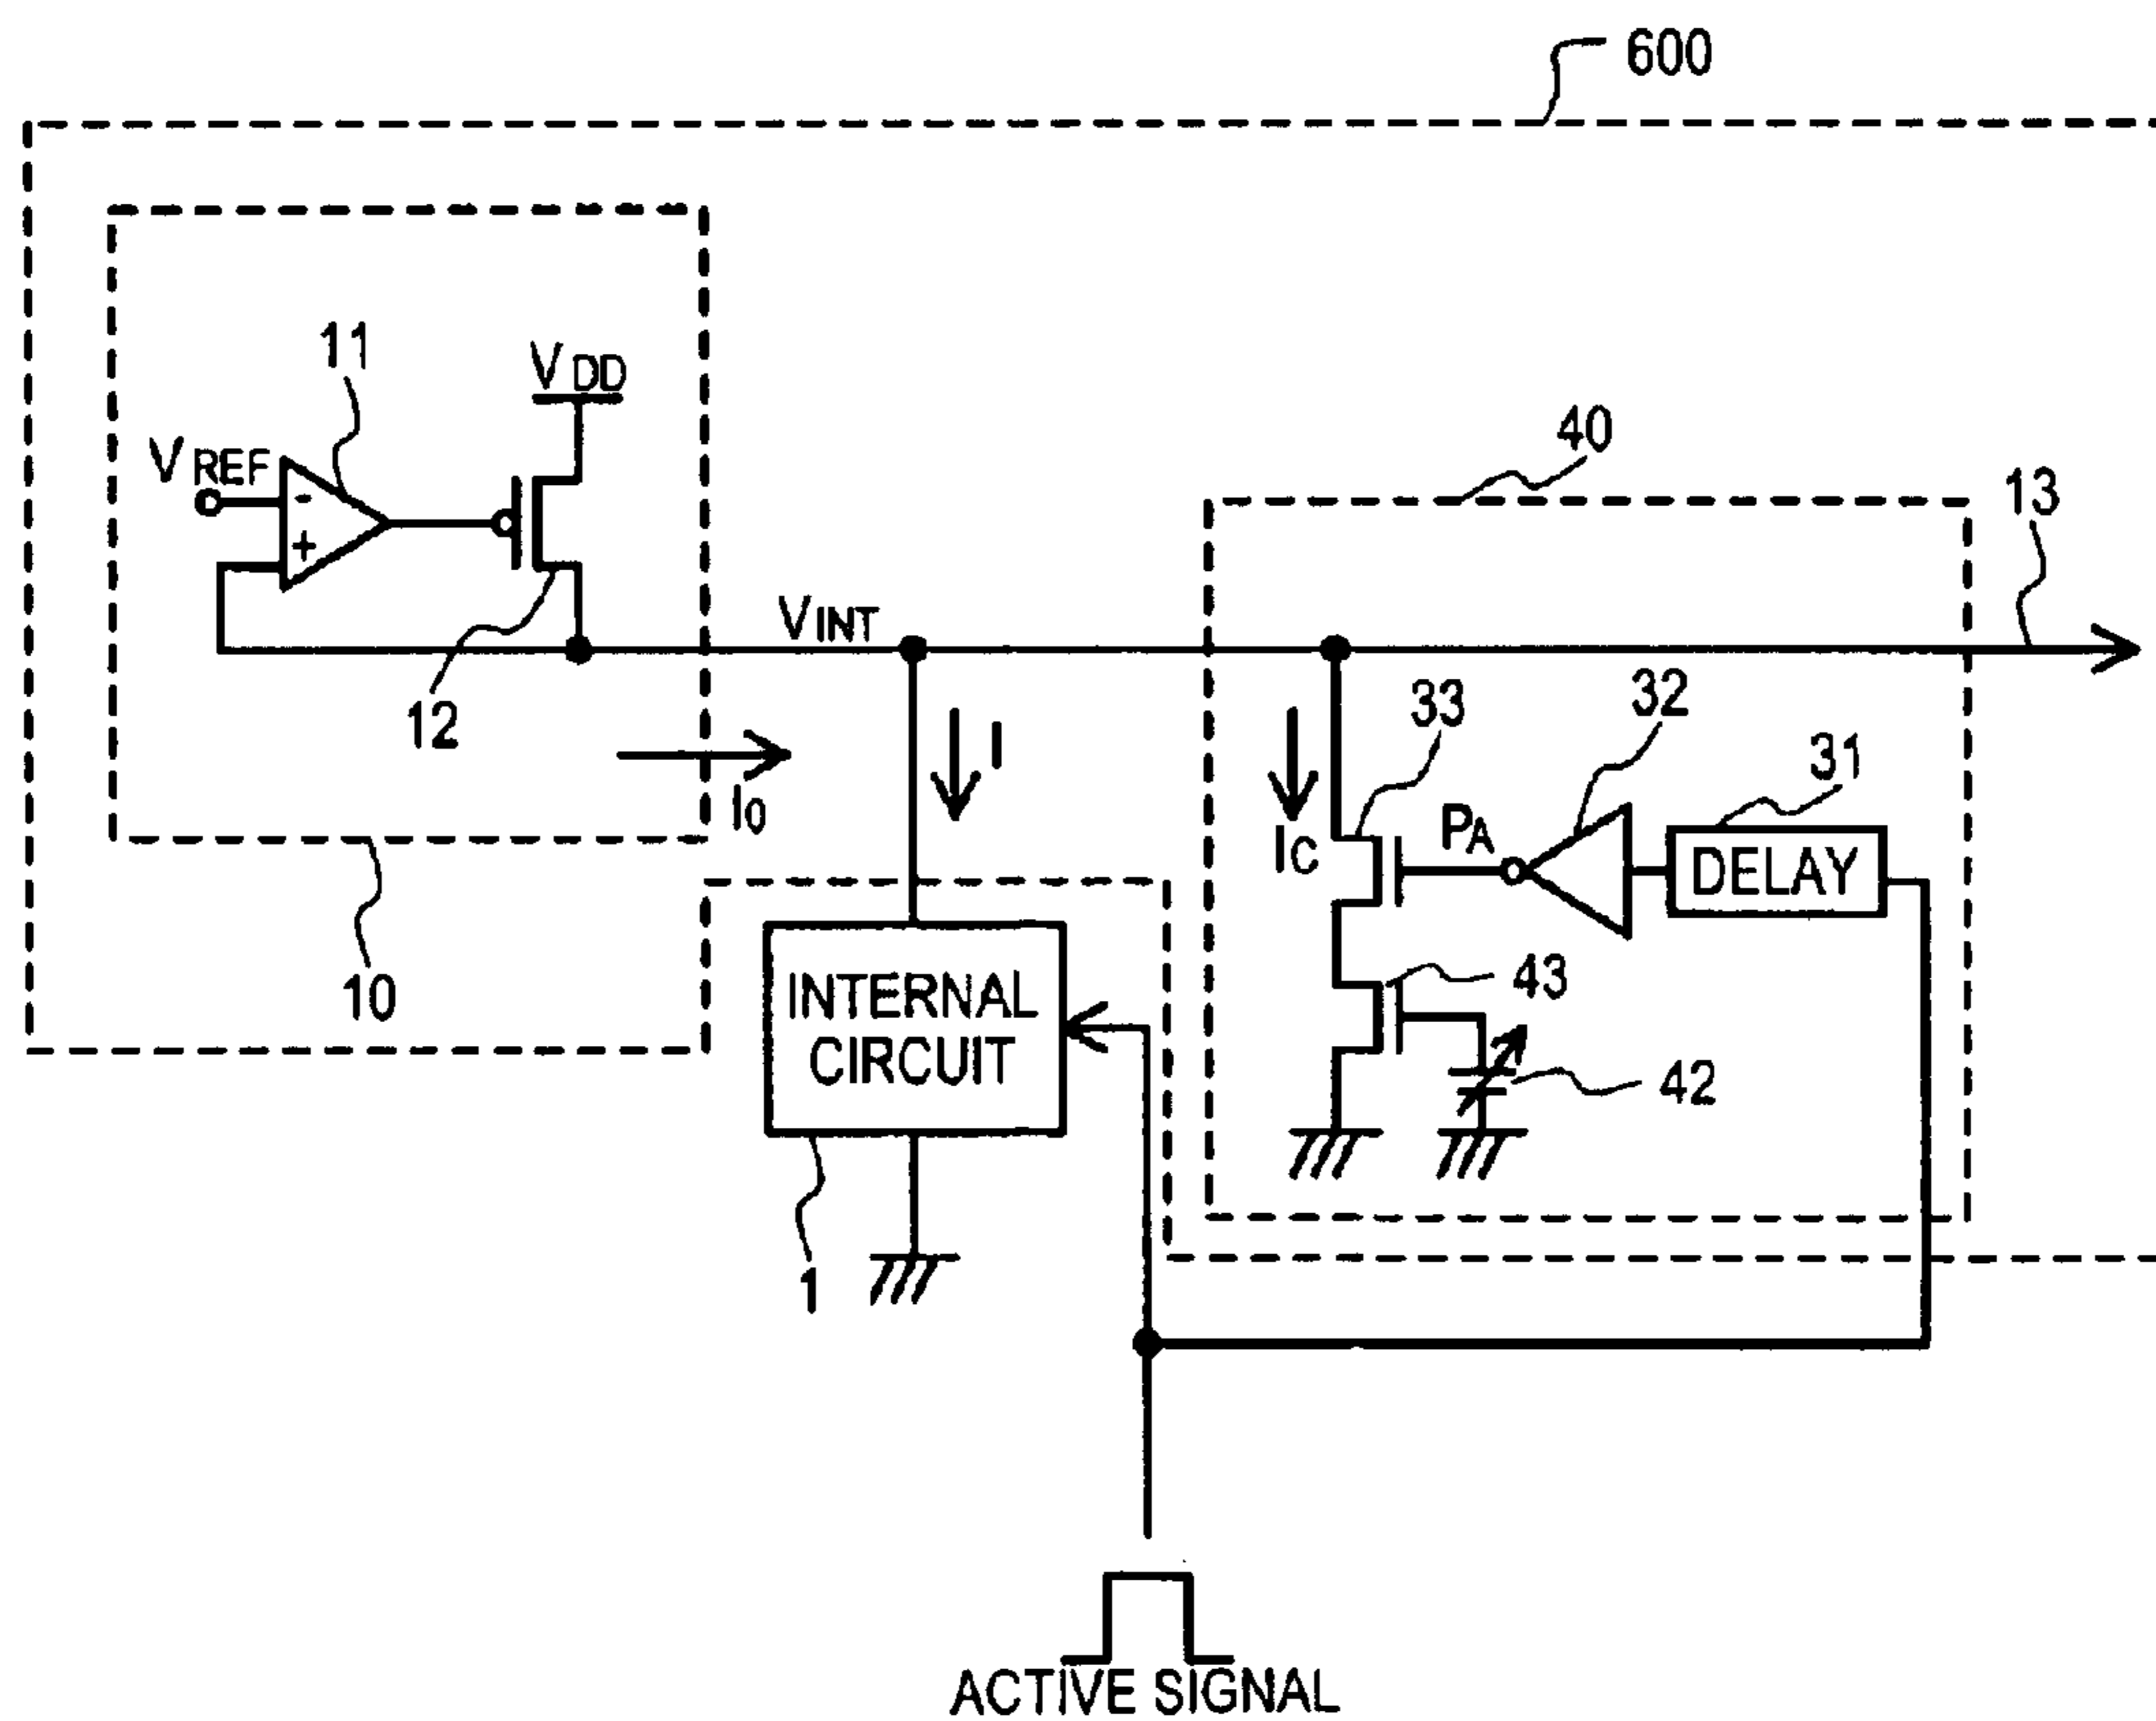 600
11
VDD
VREF
-
+
40
13
VINT
12
33
32
31
I
I0
IC
PA
DELAY
10
INTERNAL
CIRCUIT
43
42
1
ACTIVE SIGNAL